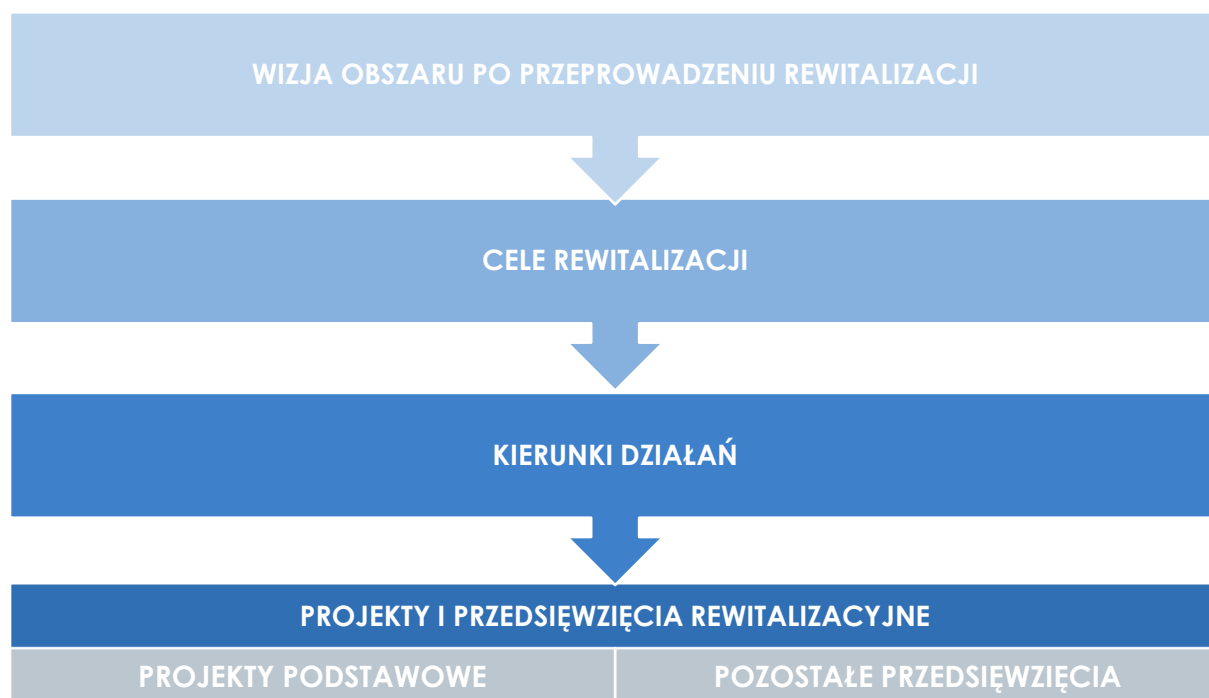 WIZJA OBSZARU PO PRZEPROWADZENIU REWITALIZACJI
CELE REWITALIZACJI
KIERUNKI DZIAŁAŃ
PROJEKTY I PRZEDSIĘWZIĘCIA REWITALIZACYJNE
PROJEKTY PODSTAWOWE
POZOSTAŁE PRZEDSIĘWZIĘCIA